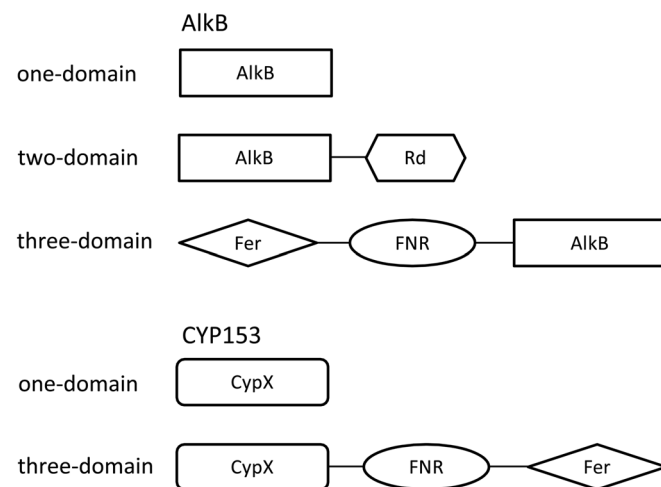 AlkB
one-domain AlkB
two-domain AlkB Rd
three-domain Fer FNR AlkB
CYP153
one-domain CypX
three-domain CypX FNR Fer